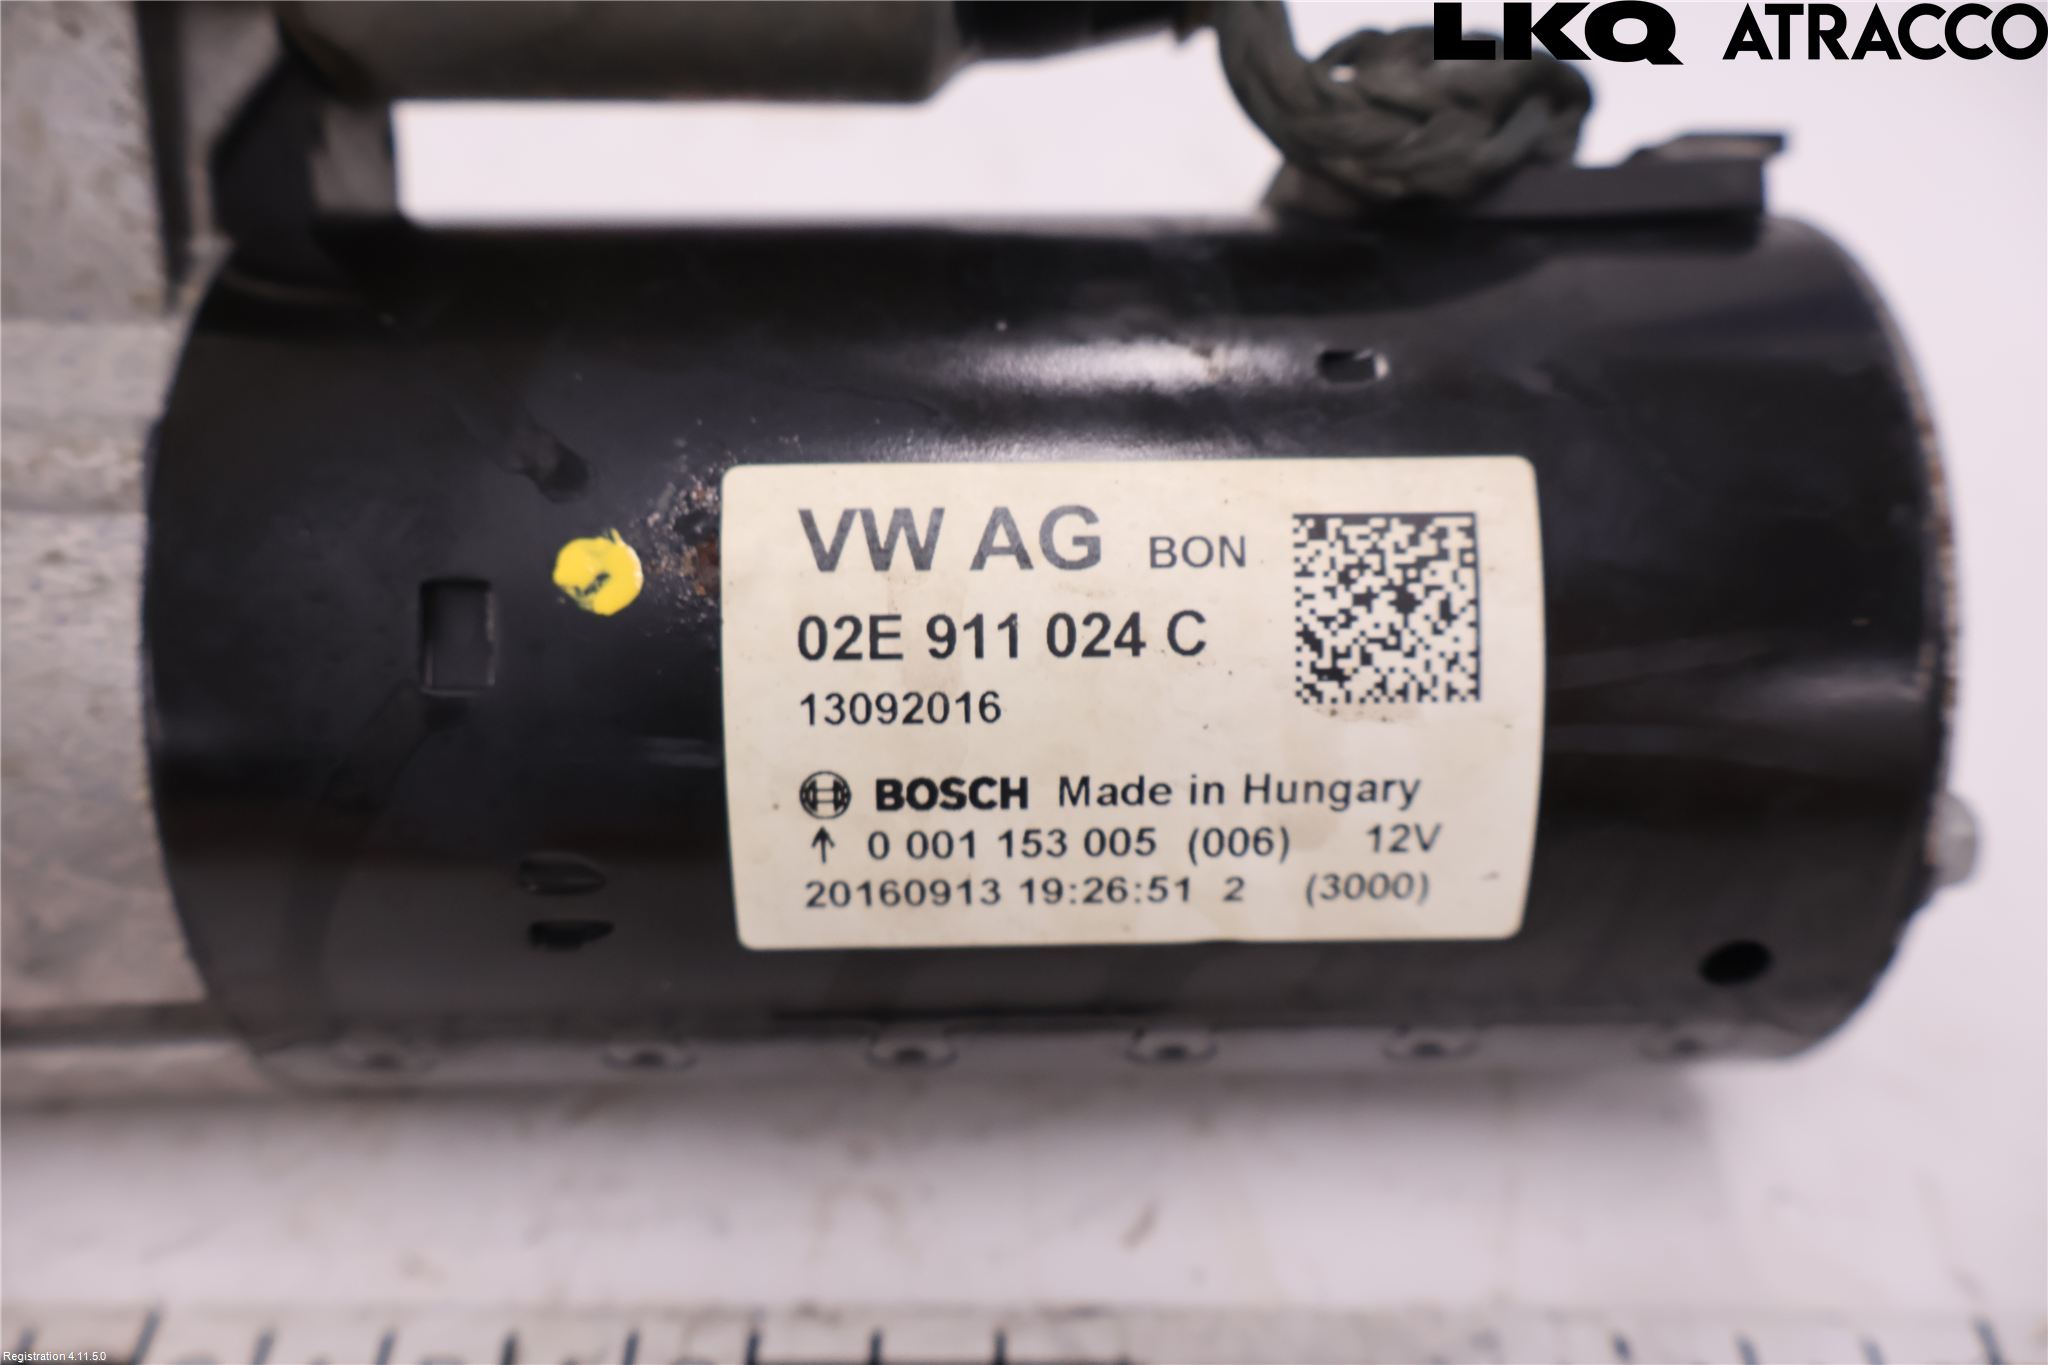 LKQ ATRACCO
VW AG BON
02E 911 024 C
13092016
BOSCH Made in Hungary
↑ 0 001 153 005 (006) 12V
20160913 19:26:51 2 (3000)
Registration 4.11.5.0